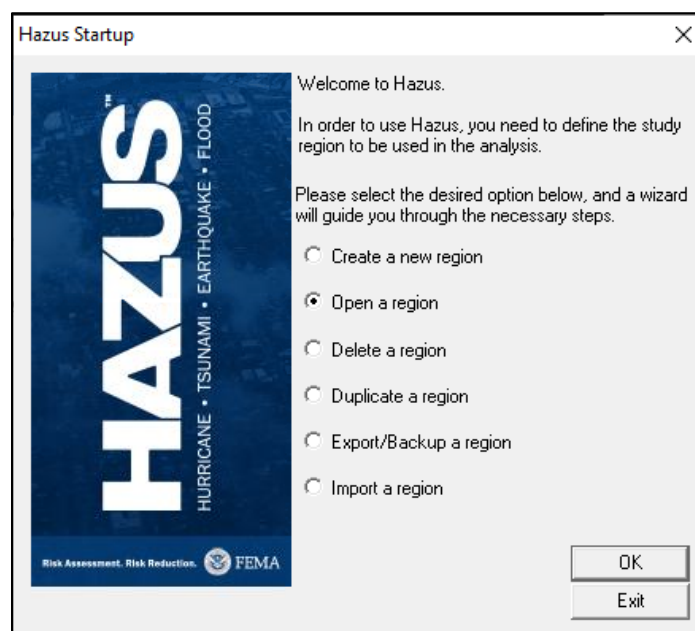 Hazus Startup
HAZUS™
HURRICANE • TSUNAMI • EARTHQUAKE • FLOOD
Risk Assessment. Risk Reduction. FEMA
Welcome to Hazus.
In order to use Hazus, you need to define the study
region to be used in the analysis.
Please select the desired option below, and a wizard
will guide you through the necessary steps.
Create a new region
Open a region
Delete a region
Duplicate a region
Export/Backup a region
Import a region
OK
Exit